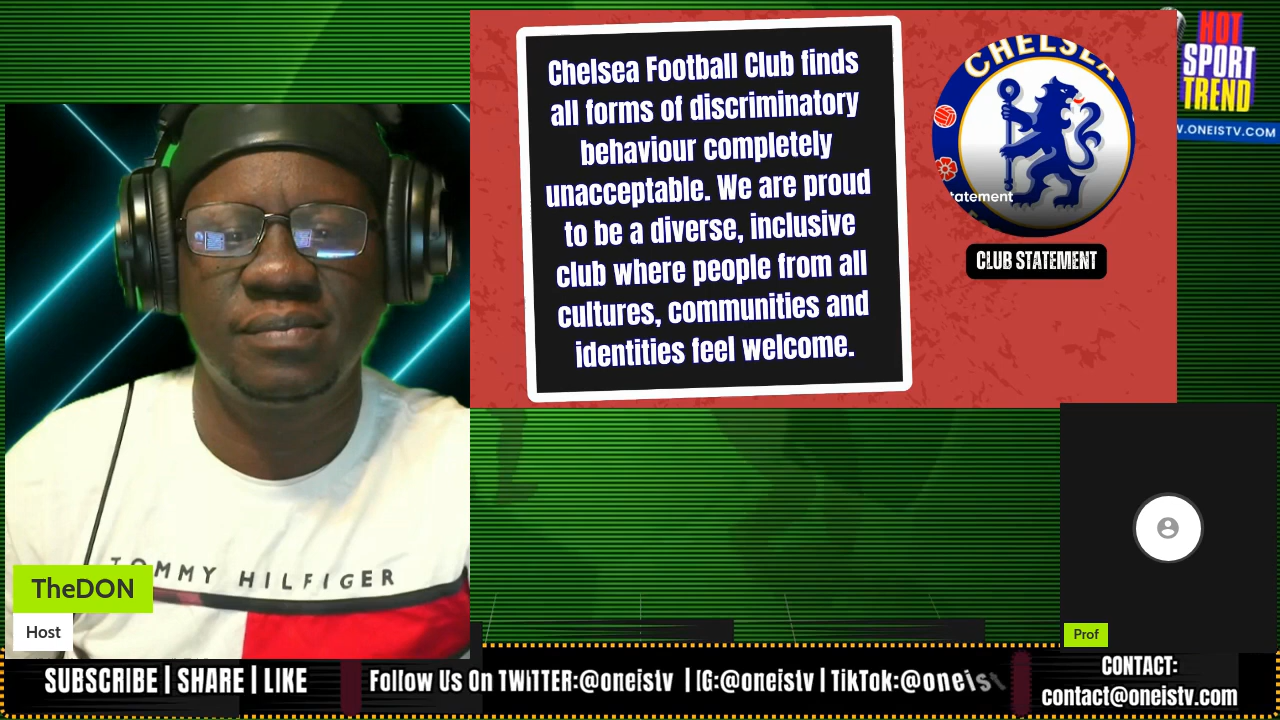 Chelsea Football Club finds
all forms of discriminatory
behaviour completely
unacceptable. We are proud
to be a diverse, inclusive
club where people from all
cultures, communities and
identities feel welcome.
CHELSEA
tatement
CLUB STATEMENT
HOT
SPORT
TREND
W.ONEISTV.COM
TOMMY HILFIGER
TheDON
Host
Prof
SUBSCRIBE | SHARE | LIKE
Follow Us On TWITTER:@oneistv | IG:@oneistv | TikTok:@oneist
CONTACT:
contact@oneistv.com